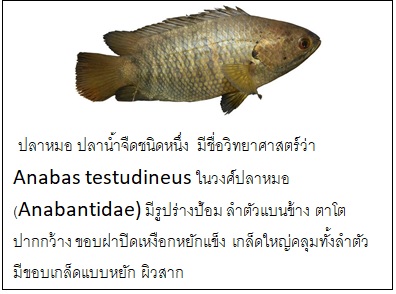 ปลาหมอ ปลาน้ำจืดชนิดหนึ่ง มีชื่อวิทยาศาสตร์ว่า
Anabas testudineus ในวงศ์ปลาหมอ
(Anabantidae) มีรูปร่างป้อม ลำตัวแบนข้าง ตาโต
ปากกว้าง ขอบฝาปิดเหงือกหยักแข็ง เกล็ดใหญ่คลุมทั้งลำตัว
มีขอบเกล็ดแบบหยัก ผิวสาก